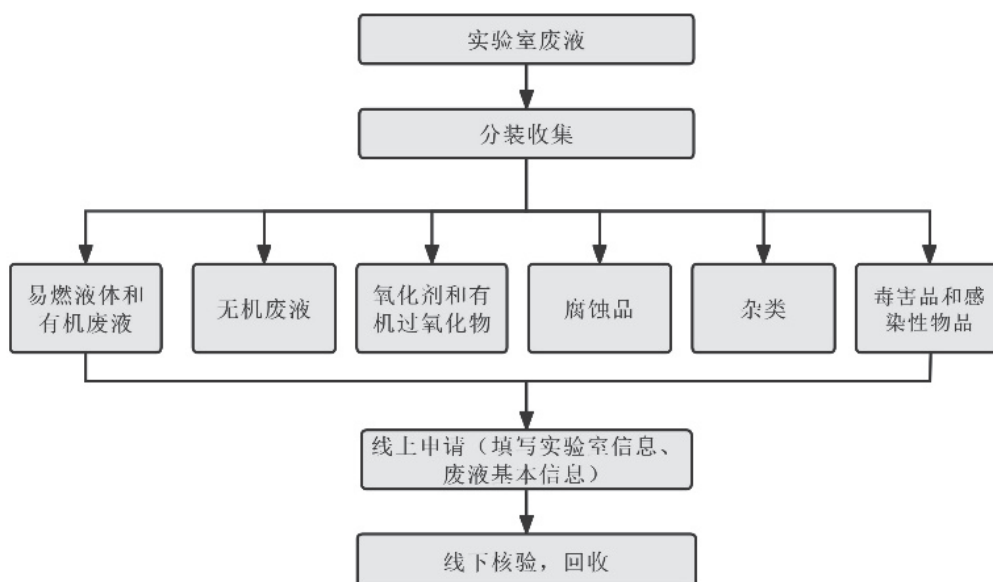 实验室废液
分装收集
易燃液体和
有机废液
无机废液
氧化剂和有
机过氧化物
腐蚀品
杂类
毒害品和感
染性物品
线上申请（填写实验室信息、
废液基本信息）
线下核验，回收